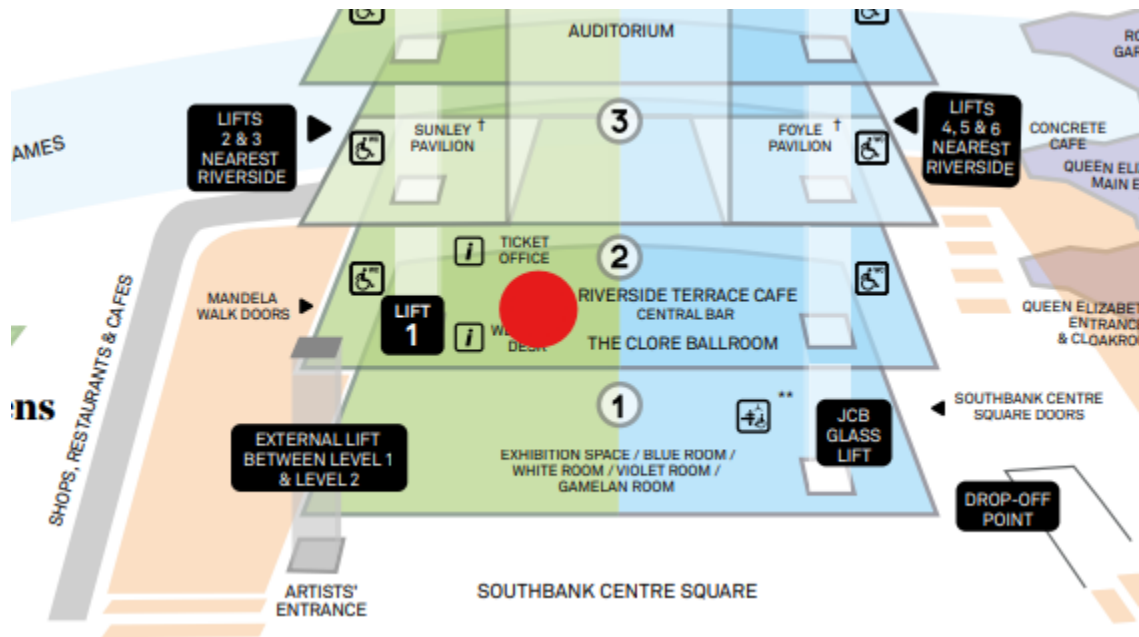 AUDITORIUM
RO
GAR
LIFTS
2 & 3
NEAREST
RIVERSIDE
SUNLEY †
PAVILION
3
FOYLE †
PAVILION
LIFTS
4, 5 & 6
NEAREST
RIVERSIDE
CONCRETE
CAFE
AMES
QUEEN ELIZ
MAIN E
i
TICKET
OFFICE
2
MANDELA
WALK DOORS
LIFT
1
i
DESK
RIVERSIDE TERRACE CAFE
CENTRAL BAR
THE CLORE BALLROOM
QUEEN ELIZABET
ENTRANC
& CLOAKRO
SHOPS, RESTAURANTS & CAFES
ns
1
**
JCB
GLASS
LIFT
SOUTHBANK CENTRE
SQUARE DOORS
EXTERNAL LIFT
BETWEEN LEVEL 1
& LEVEL 2
EXHIBITION SPACE / BLUE ROOM /
WHITE ROOM / VIOLET ROOM /
GAMELAN ROOM
DROP-OFF
POINT
ARTISTS'
ENTRANCE
SOUTHBANK CENTRE SQUARE